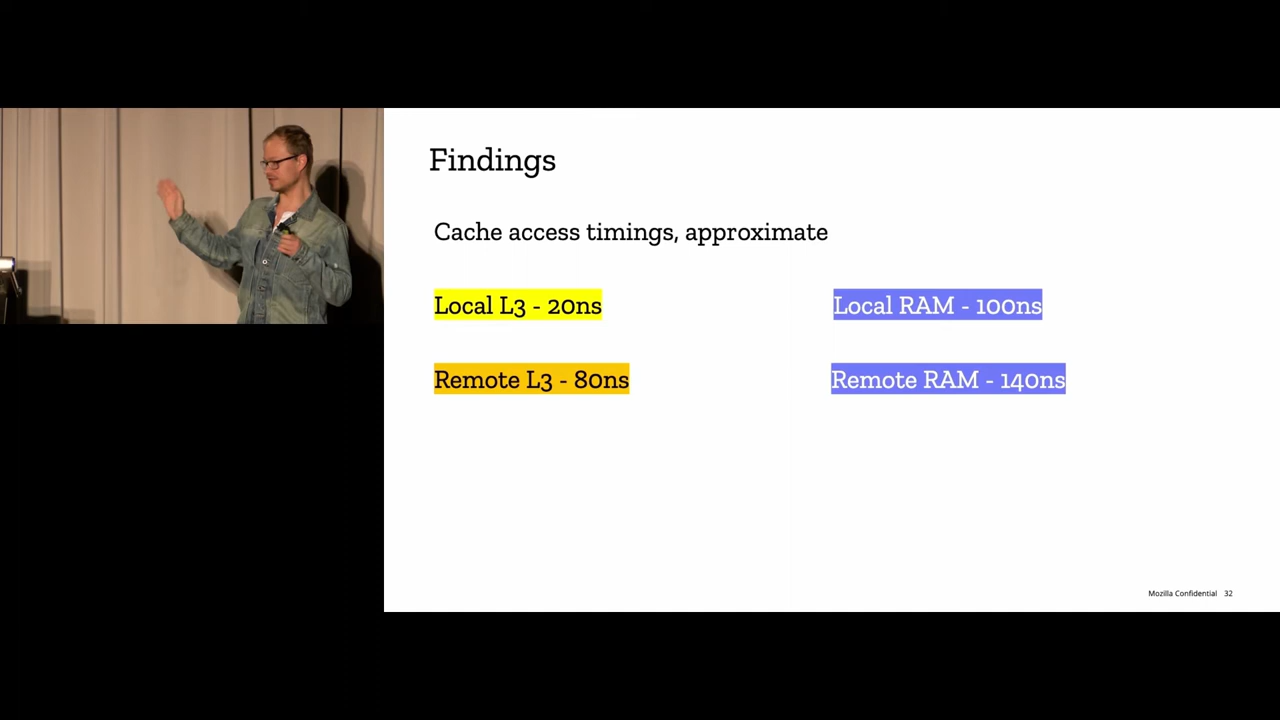 Findings
Cache access timings, approximate
Local L3 - 20ns
Local RAM - 100ns
Remote L3 - 80ns
Remote RAM - 140ns
Mozilla Confidential 32